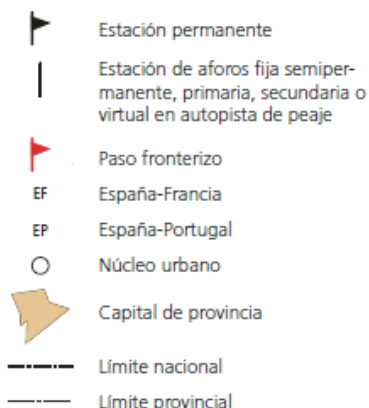 Estación permanente
Estación de aforos fija semiper-
manente, primaria, secundaria o
virtual en autopista de peaje
Paso fronterizo
EF España-Francia
EP España-Portugal
Núcleo urbano
Capital de provincia
Límite nacional
Límite provincial